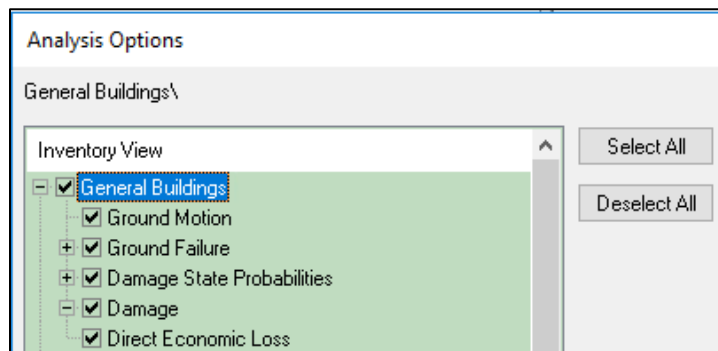 Analysis Options
General Buildings\
Inventory View
Select All
General Buildings
Deselect All
Ground Motion
Ground Failure
Damage State Probabilities
Damage
Direct Economic Loss